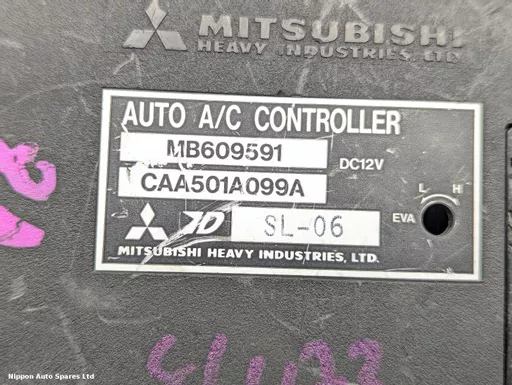 MITSUBISHI
HEAVY INDUSTRIES, LTD.
AUTO A/C CONTROLLER
MB609591
DC12V
CAA501A099A
L H
EVA
SL-06
MITSUBISHI HEAVY INDUSTRIES, LTD.
Nippon Auto Spares Ltd